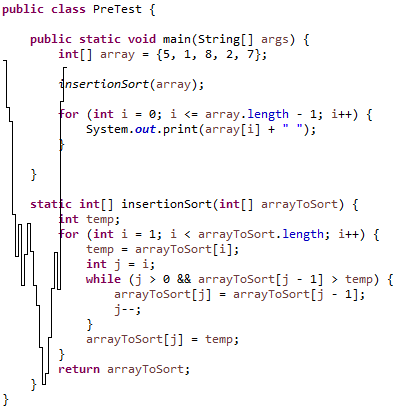 public class PreTest {
public static void main(String[] args) {
int[] array = {5, 1, 8, 2, 7};
insertionSort(array);
for (int i = 0; i <= array.length - 1; i++) {
System.out.print(array[i] + " ");
}
}
static int[] insertionSort(int[] arrayToSort) {
int temp;
for (int i = 1; i < arrayToSort.length; i++) {
temp = arrayToSort[i];
int j = i;
while (j > 0 && arrayToSort[j - 1] > temp) {
arrayToSort[j] = arrayToSort[j - 1];
j--;
}
arrayToSort[j] = temp;
}
return arrayToSort;
}
}